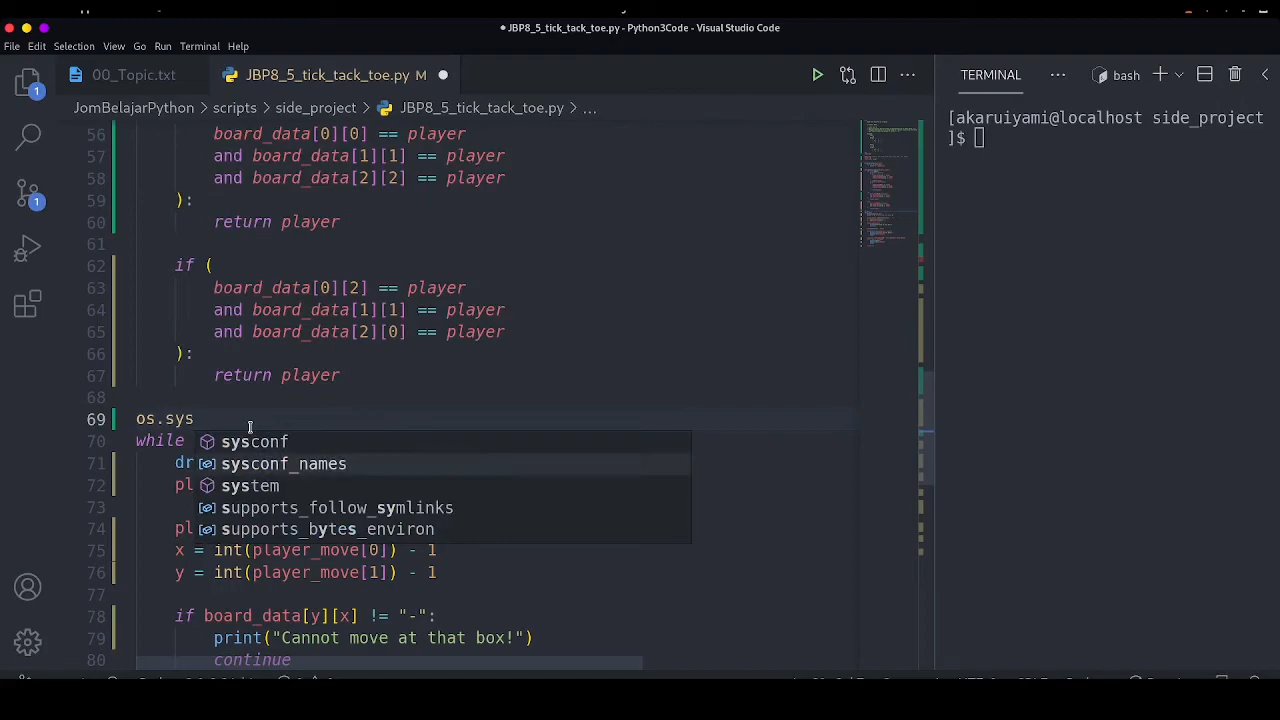 JBP8_5_tick_tack_toe.py - Python3Code - Visual Studio Code
File Edit Selection View Go Run Terminal Help
00_Topic.txt JBP8_5_tick_tack_toe.py M
TERMINAL
bash
JomBelajarPython > scripts > side_project > JBP8_5_tick_tack_toe.py > ...
[akaruiyami@localhost side_project
]$
1
1
56 board_data[0][0] == player
57 and board_data[1][1] == player
58 and board_data[2][2] == player
59 ):
60 return player
61
62 if (
63 board_data[0][2] == player
64 and board_data[1][1] == player
65 and board_data[2][0] == player
66 ):
67 return player
68
69 os.sys
70 while
sysconf
71 dr
sysconf_names
72 pl
system
73
supports_follow_symlinks
74 pl
supports_bytes_environ
75 x = int(player_move[0]) - 1
76 y = int(player_move[1]) - 1
77
78 if board_data[y][x] != "-":
79 print("Cannot move at that box!")
80 continue